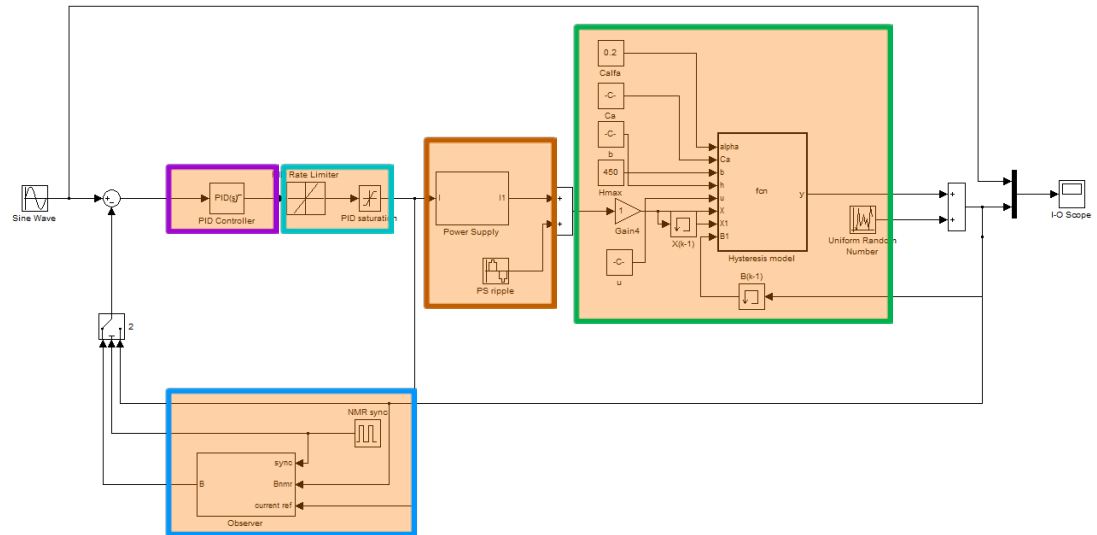 0.2
Calfa
-C-
Ca
-C-
b
450
Hmax
alpha
Ca
b
h
u
X
X1
B1
fcn
y
Hysteresis model
1
Gain4
X(k-1)
-C-
u
B(k-1)
Uniform Random
Number
+
+
I-O Scope
Sine Wave
+
-
PID(s)
PID Controller
Rate Limiter
PID saturation
I
I1
Power Supply
+
+
PS ripple
2
NMR sync
sync
B
Bnmr
current ref
Observer